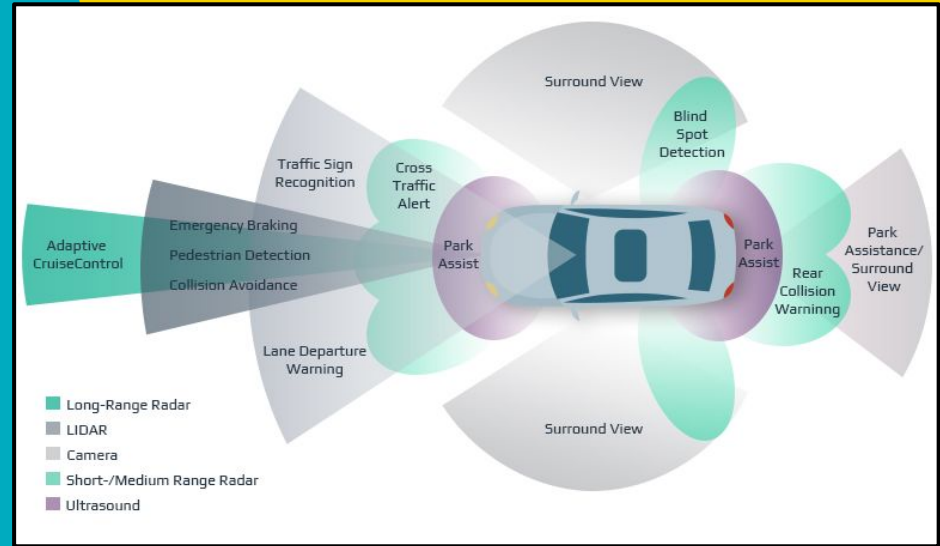 Surround View
Blind
Spot
Detection
Traffic Sign
Recognition
Cross
Traffic
Alert
Emergency Braking
Adaptive
CruiseControl
Pedestrian Detection
Collision Avoidance
Park
Assist
Park
Assist
Rear
Collision
Warninng
Park
Assistance/
Surround
View
Lane Departure
Warning
Surround View
Long-Range Radar
LIDAR
Camera
Short-/Medium Range Radar
Ultrasound